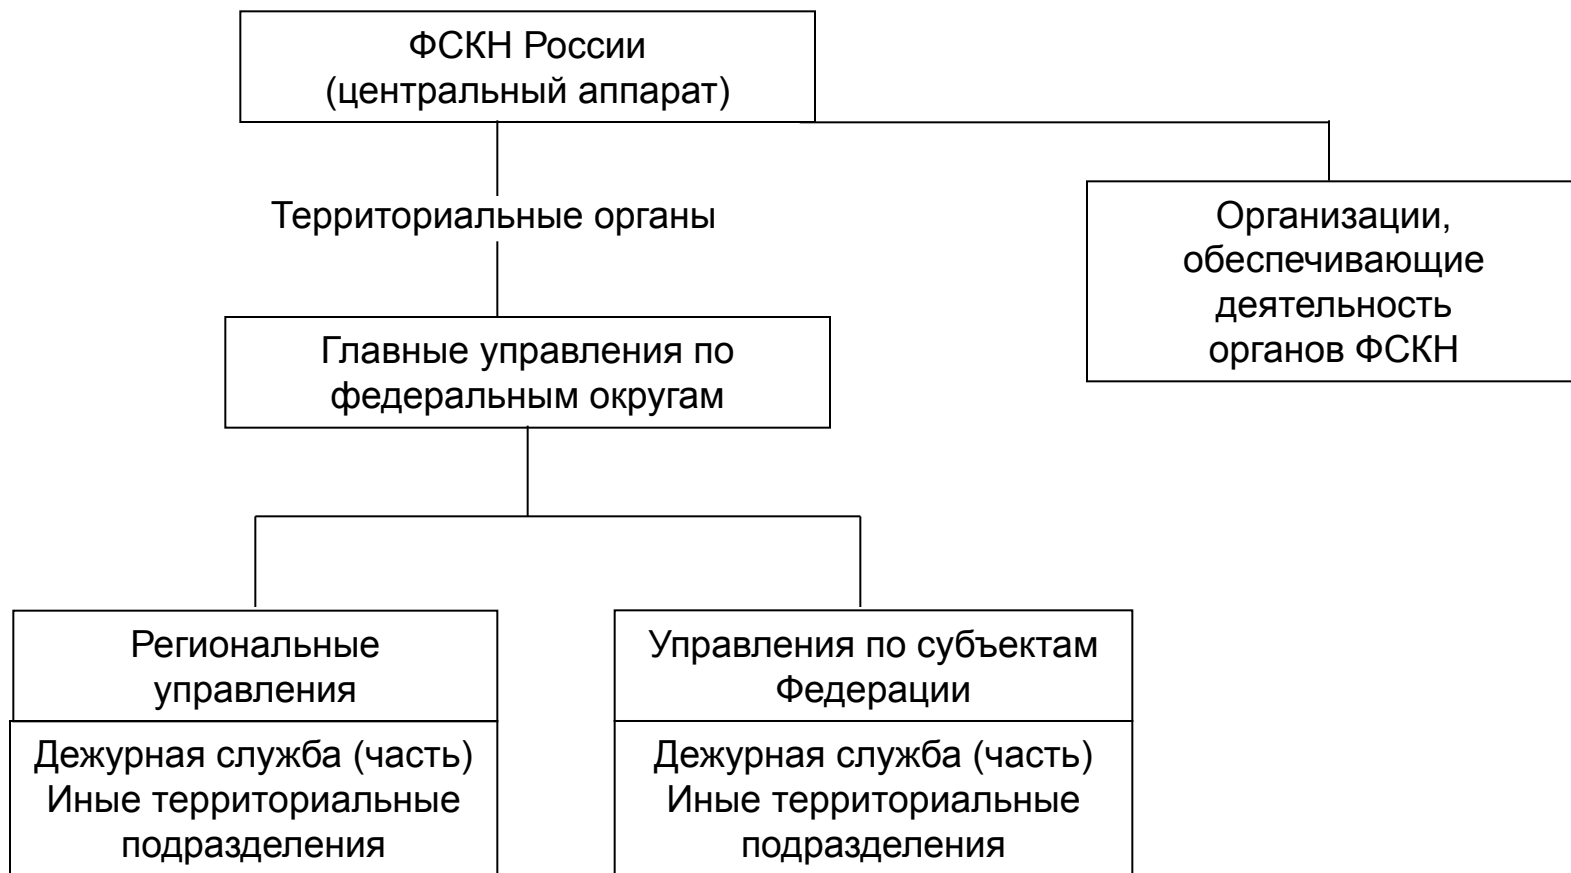 ФСКН России
(центральный аппарат)
Территориальные органы
Организации,
обеспечивающие
деятельность
органов ФСКН
Главные управления по
федеральным округам
Региональные
управления
Дежурная служба (часть)
Иные территориальные
подразделения
Управления по субъектам
Федерации
Дежурная служба (часть)
Иные территориальные
подразделения